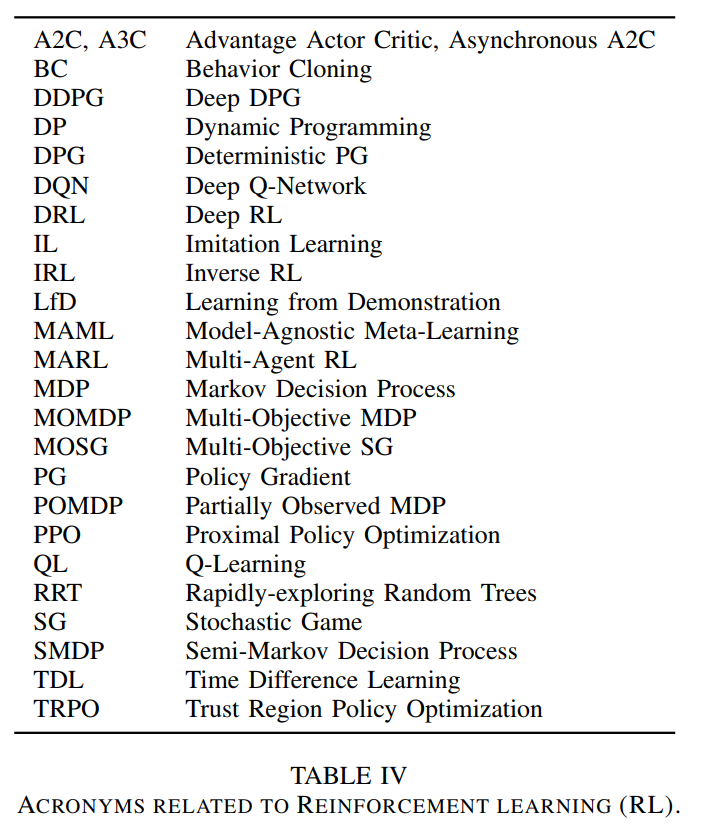 A2C, A3C Advantage Actor Critic, Asynchronous A2C
BC Behavior Cloning
DDPG Deep DPG
DP Dynamic Programming
DPG Deterministic PG
DQN Deep Q-Network
DRL Deep RL
IL Imitation Learning
IRL Inverse RL
LfD Learning from Demonstration
MAML Model-Agnostic Meta-Learning
MARL Multi-Agent RL
MDP Markov Decision Process
MOMDP Multi-Objective MDP
MOSG Multi-Objective SG
PG Policy Gradient
POMDP Partially Observed MDP
PPO Proximal Policy Optimization
QL Q-Learning
RRT Rapidly-exploring Random Trees
SG Stochastic Game
SMDP Semi-Markov Decision Process
TDL Time Difference Learning
TRPO Trust Region Policy Optimization
TABLE IV
ACRONYMS RELATED TO REINFORCEMENT LEARNING (RL).